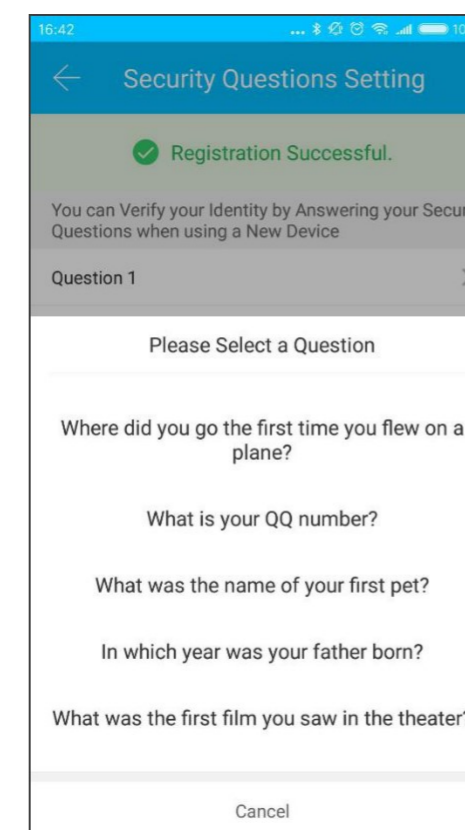 16:42 ... 10
Security Questions Setting
Registration Successful.
You can Verify your Identity by Answering your Secur
Questions when using a New Device
Question 1
Please Select a Question
Where did you go the first time you flew on a
plane?
What is your QQ number?
What was the name of your first pet?
In which year was your father born?
What was the first film you saw in the theater?
Cancel